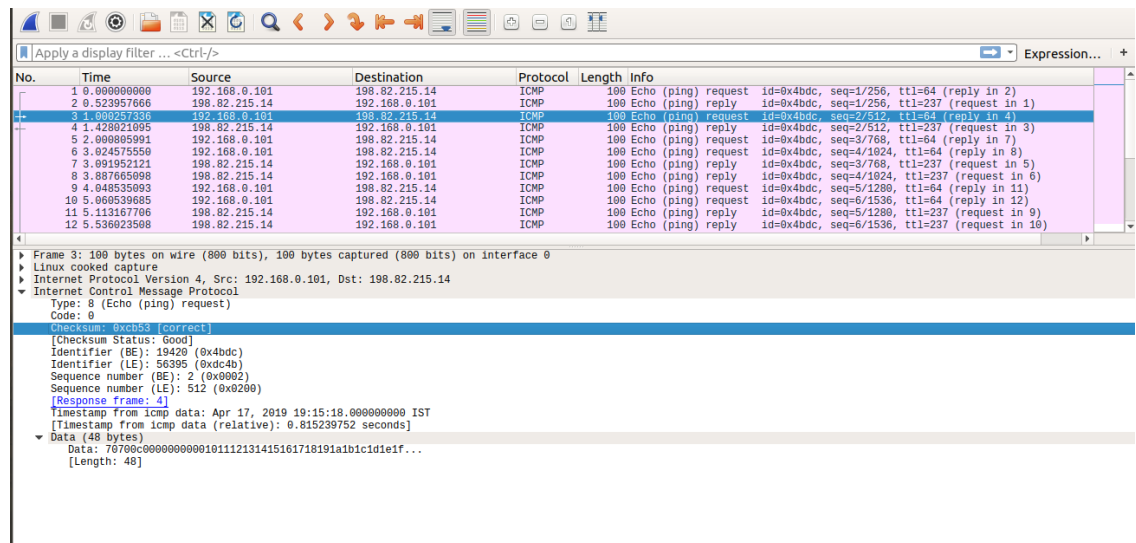 Apply a display filter ... <Ctrl-/> Expression... +
No. Time Source Destination Protocol Length Info
1 0.000000000 192.168.0.101 198.82.215.14 ICMP 100 Echo (ping) request id=0x4bdc, seq=1/256, ttl=64 (reply in 2)
2 0.523957666 198.82.215.14 192.168.0.101 ICMP 100 Echo (ping) reply id=0x4bdc, seq=1/256, ttl=237 (request in 1)
3 1.000257336 192.168.0.101 198.82.215.14 ICMP 100 Echo (ping) request id=0x4bdc, seq=2/512, ttl=64 (reply in 4)
4 1.428021095 198.82.215.14 192.168.0.101 ICMP 100 Echo (ping) reply id=0x4bdc, seq=2/512, ttl=237 (request in 3)
5 2.000805991 192.168.0.101 198.82.215.14 ICMP 100 Echo (ping) request id=0x4bdc, seq=3/768, ttl=64 (reply in 7)
6 3.024575550 192.168.0.101 198.82.215.14 ICMP 100 Echo (ping) request id=0x4bdc, seq=4/1024, ttl=64 (reply in 8)
7 3.091952121 198.82.215.14 192.168.0.101 ICMP 100 Echo (ping) reply id=0x4bdc, seq=3/768, ttl=237 (request in 5)
8 3.887665098 198.82.215.14 192.168.0.101 ICMP 100 Echo (ping) reply id=0x4bdc, seq=4/1024, ttl=237 (request in 6)
9 4.048535093 192.168.0.101 198.82.215.14 ICMP 100 Echo (ping) request id=0x4bdc, seq=5/1280, ttl=64 (reply in 11)
10 5.060539685 192.168.0.101 198.82.215.14 ICMP 100 Echo (ping) request id=0x4bdc, seq=6/1536, ttl=64 (reply in 12)
11 5.113167706 198.82.215.14 192.168.0.101 ICMP 100 Echo (ping) reply id=0x4bdc, seq=5/1280, ttl=237 (request in 9)
12 5.536023508 198.82.215.14 192.168.0.101 ICMP 100 Echo (ping) reply id=0x4bdc, seq=6/1536, ttl=237 (request in 10)
Frame 3: 100 bytes on wire (800 bits), 100 bytes captured (800 bits) on interface 0
Linux cooked capture
Internet Protocol Version 4, Src: 192.168.0.101, Dst: 198.82.215.14
Internet Control Message Protocol
Type: 8 (Echo (ping) request)
Code: 0
Checksum: 0xcb53 [correct]
[Checksum Status: Good]
Identifier (BE): 19420 (0x4bdc)
Identifier (LE): 56395 (0xdc4b)
Sequence number (BE): 2 (0x0002)
Sequence number (LE): 512 (0x0200)
[Response frame: 4]
Timestamp from icmp data: Apr 17, 2019 19:15:18.000000000 IST
[Timestamp from icmp data (relative): 0.815239752 seconds]
Data (48 bytes)
Data: 70700c0000000000101112131415161718191a1b1c1d1e1f...
[Length: 48]